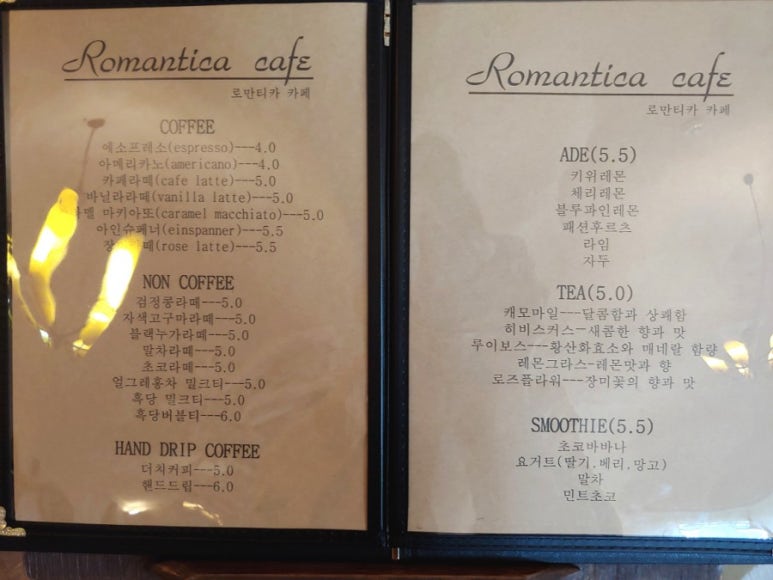 Romantica cafe
로만티카 카페
COFFEE
에소프레소(espresso)---4.0
아메리카노(americano)---4.0
카페라떼(cafe latte)---5.0
바닐라라떼(vanilla latte)---5.0
마키아또(caramel macchiato)---5.0
아인슈페너(einspanner)---5.5
(rose latte)---5.5
NON COFFEE
검정콩라떼---5.0
자색고구마라떼---5.0
블랙누가라떼---5.0
말차라떼---5.0
초코라떼---5.0
얼그레홍차 밀크티---5.0
흑당 밀크티---5.0
흑당버블티---6.0
HAND DRIP COFFEE
더치커피---5.0
핸드드립---6.0
Romantica cafe
로만티카 카페
ADE(5.5)
키위레몬
체리레몬
블루파인레몬
패션후르츠
라임
자두
TEA(5.0)
캐모마일---달콤함과 상쾌함
히비스커스--새콤한 향과 맛
루이보스---황산화효소와 매네랄 함량
레몬그라스-레몬맛과 향
로즈플라워---장미꽃의 향과 맛
SMOOTHIE(5.5)
초코바바나
요거트(딸기.베리,망고)
말차
민트초코